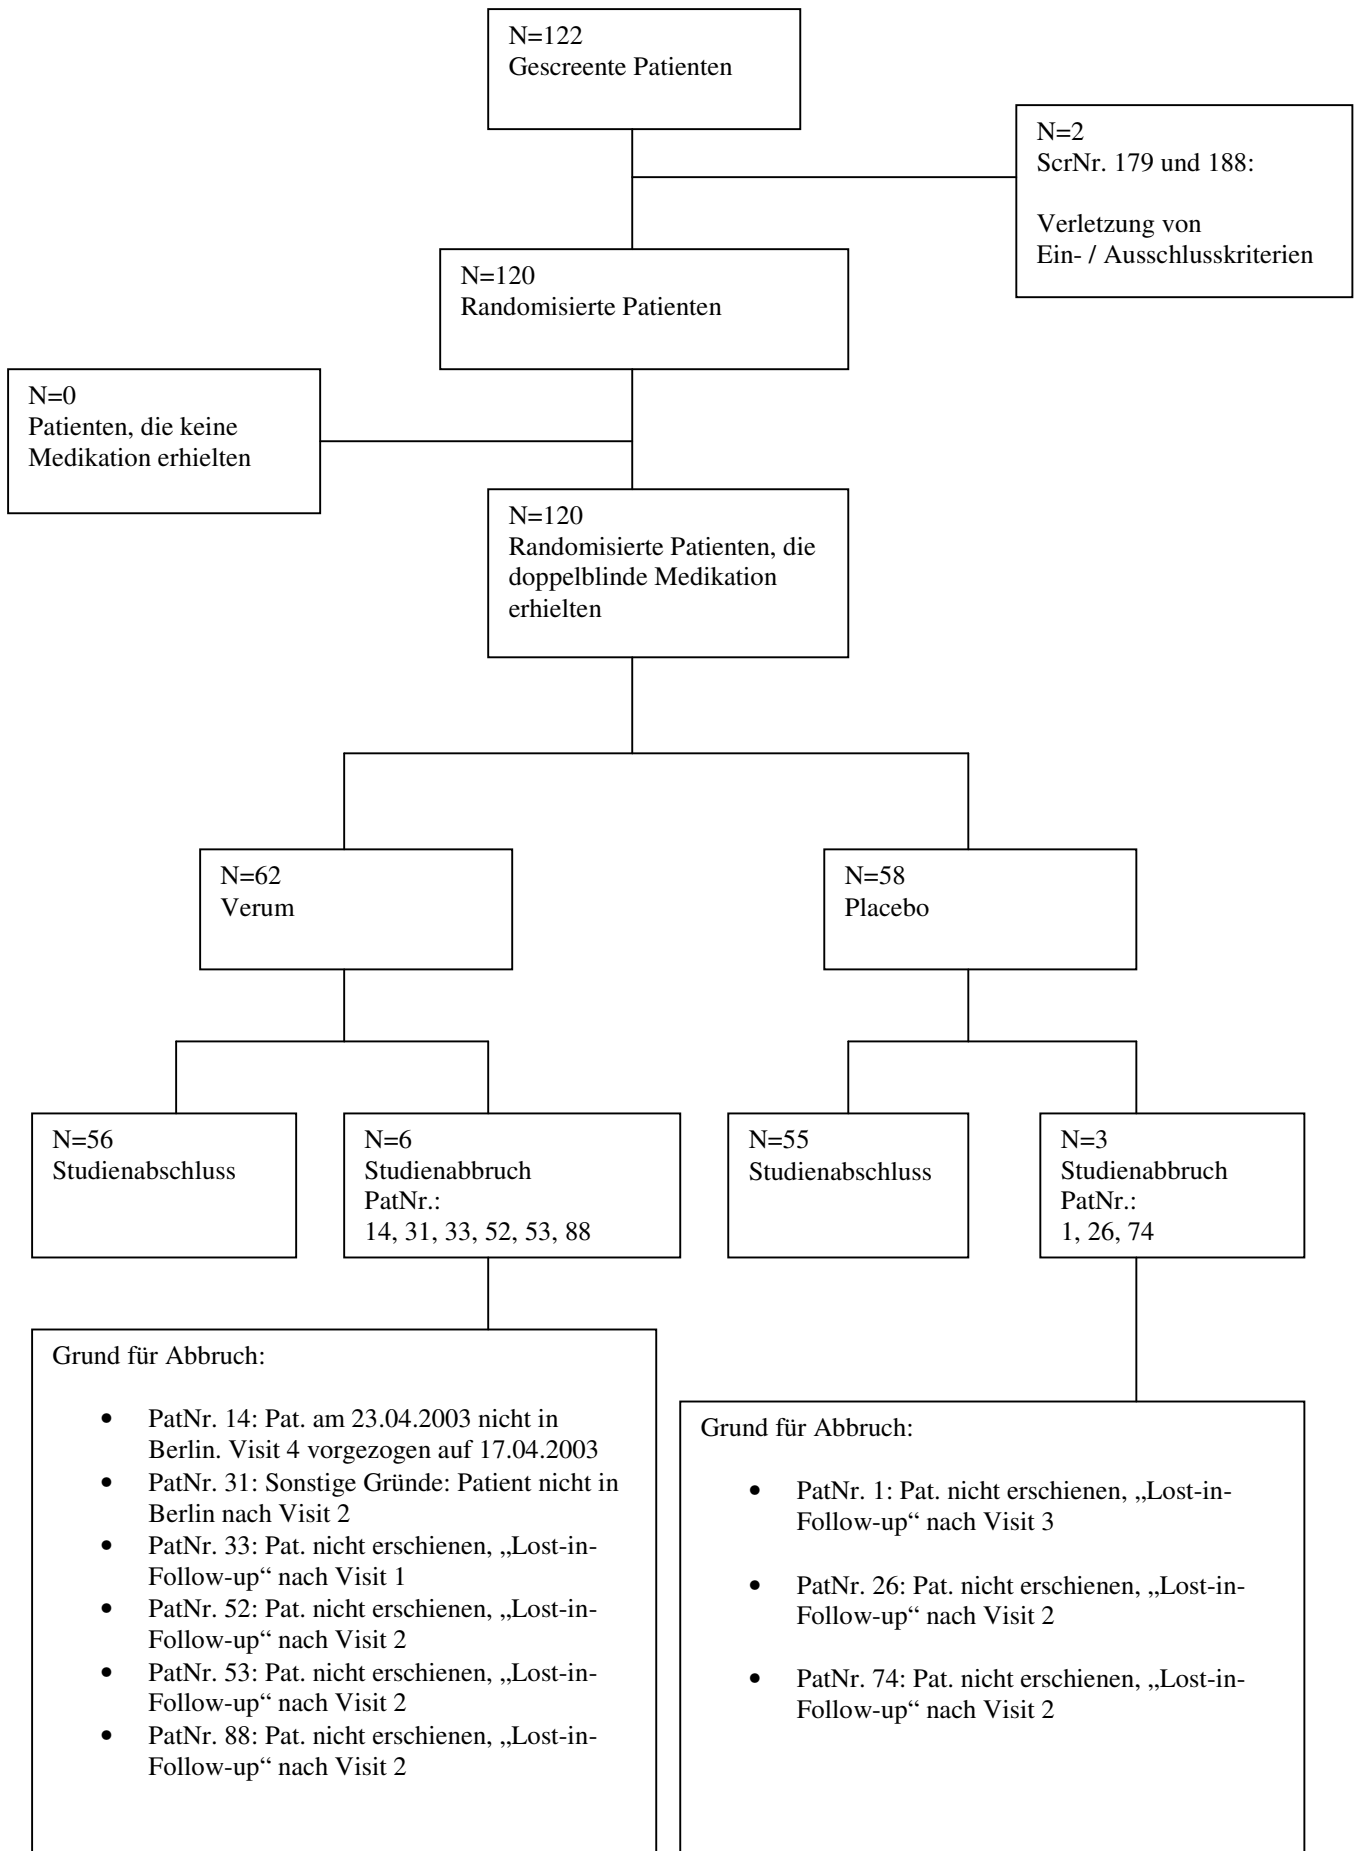 N=122
Gescreente Patienten
N=2
ScrNr. 179 und 188:
Verletzung von
Ein- / Ausschlusskriterien
N=120
Randomisierte Patienten
N=0
Patienten, die keine
Medikation erhielten
N=120
Randomisierte Patienten, die
doppelblinde Medikation
erhielten
N=62
Verum
N=58
Placebo
N=56
Studienabschluss
N=6
Studienabbruch
PatNr.:
14, 31, 33, 52, 53, 88
N=55
Studienabschluss
N=3
Studienabbruch
PatNr.:
1, 26, 74
Grund für Abbruch:
• PatNr. 14: Pat. am 23.04.2003 nicht in
Berlin. Visit 4 vorgezogen auf 17.04.2003
• PatNr. 31: Sonstige Gründe: Patient nicht in
Berlin nach Visit 2
• PatNr. 33: Pat. nicht erschienen, „Lost-in-
Follow-up“ nach Visit 1
• PatNr. 52: Pat. nicht erschienen, „Lost-in-
Follow-up“ nach Visit 2
• PatNr. 53: Pat. nicht erschienen, „Lost-in-
Follow-up“ nach Visit 2
• PatNr. 88: Pat. nicht erschienen, „Lost-in-
Follow-up“ nach Visit 2
Grund für Abbruch:
• PatNr. 1: Pat. nicht erschienen, „Lost-in-
Follow-up“ nach Visit 3
• PatNr. 26: Pat. nicht erschienen, „Lost-in-
Follow-up“ nach Visit 2
• PatNr. 74: Pat. nicht erschienen, „Lost-in-
Follow-up“ nach Visit 2